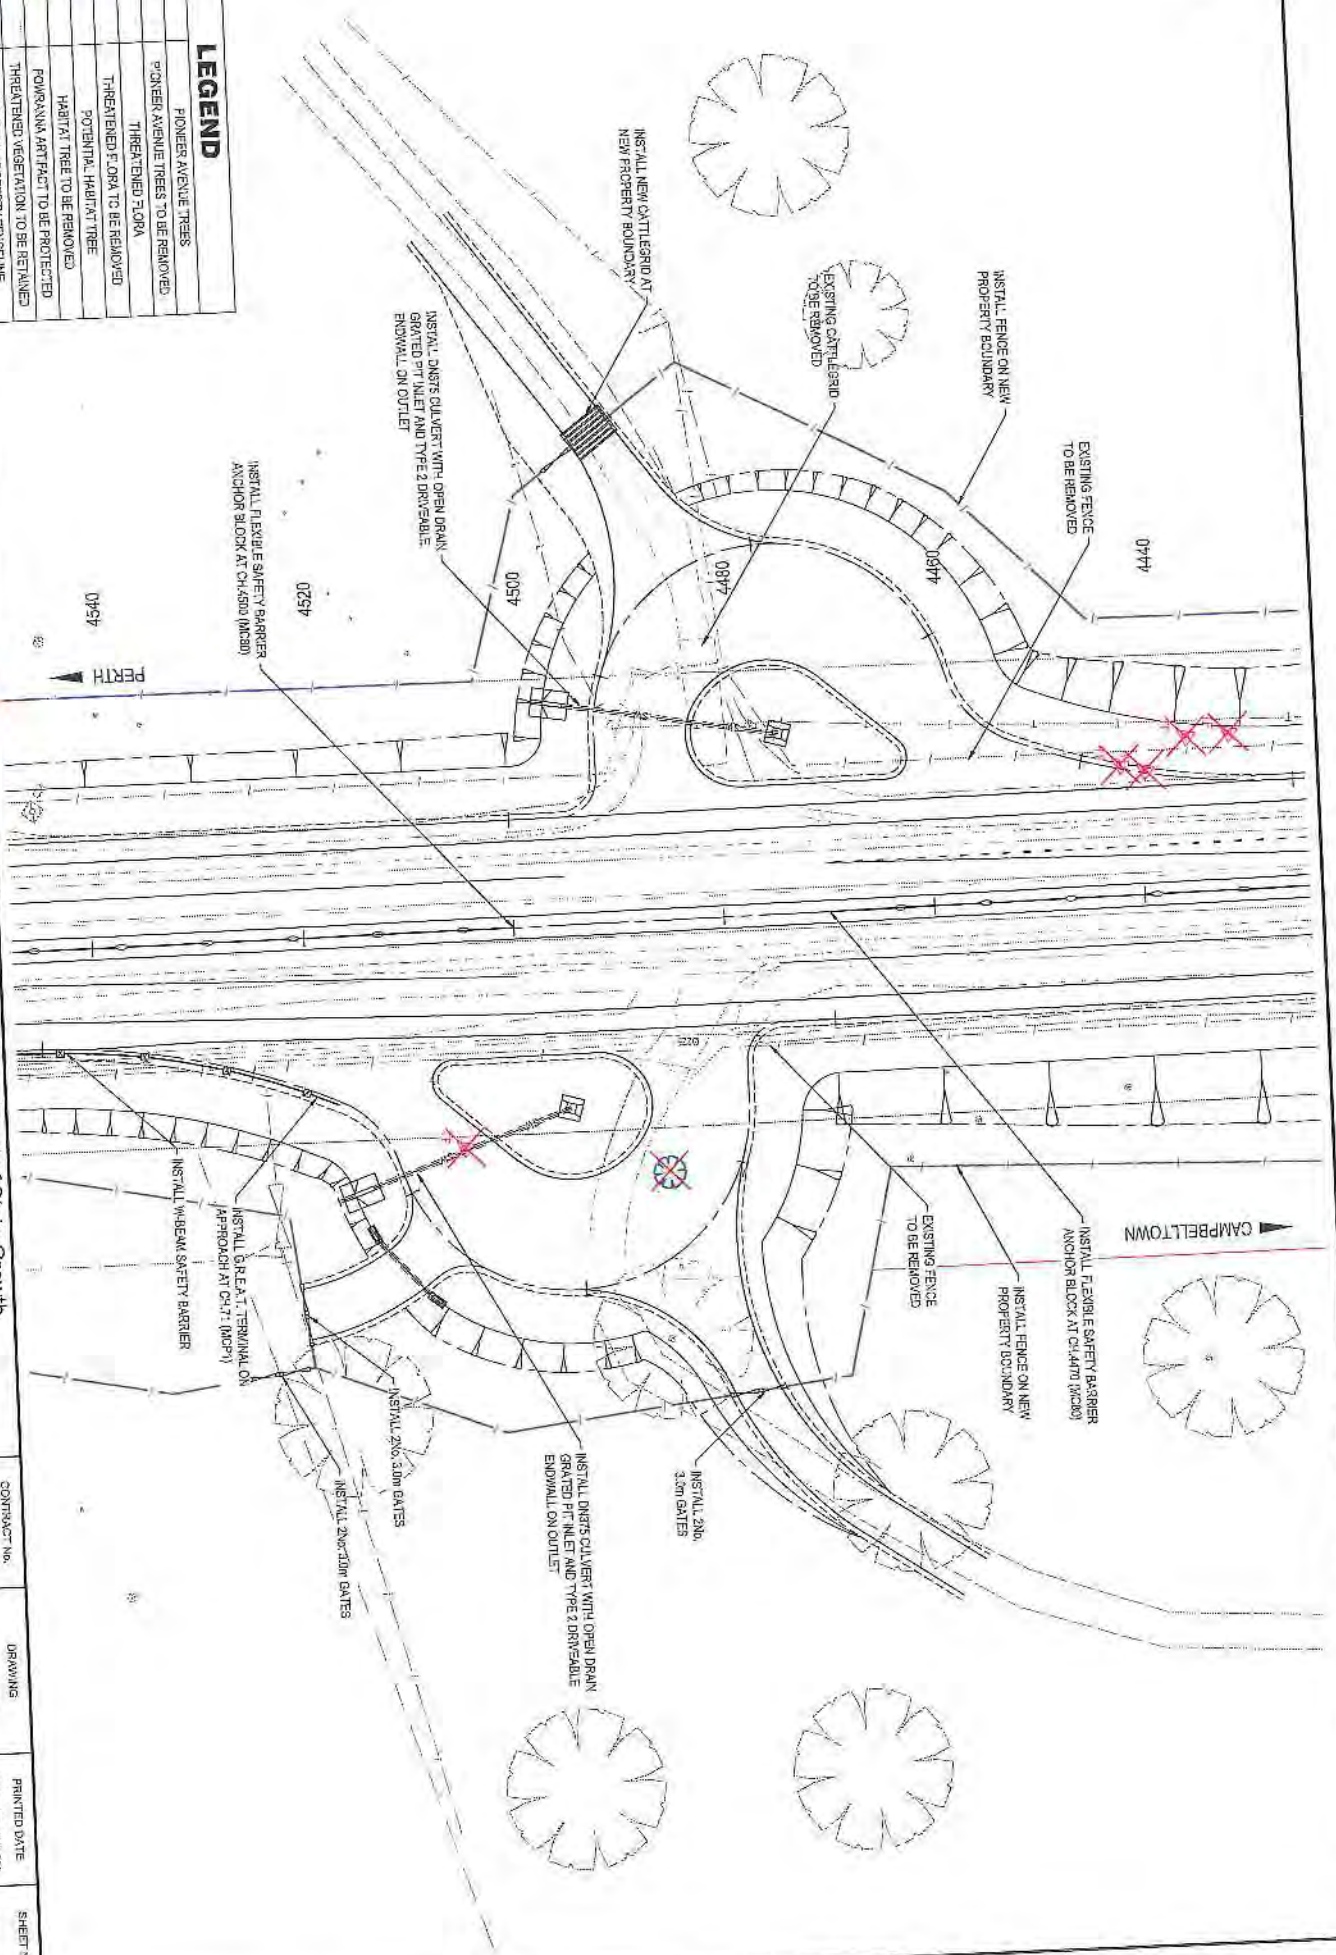 LEGEND
PIONEER AVENUE TREES
PIONEER AVENUE TREES TO BE REMOVED
THREATENED FLORA
THREATENED FLORA TO BE REMOVED
POTENTIAL HABITAT TREE
HABITAT TREE TO BE REMOVED
POWRANNA ARTIFACT TO BE PROTECTED
THREATENED VEGETATION TO BE RETAINED
INSTALL NEW CATTLEGRID AT
NEW PROPERTY BOUNDARY
EXISTING CATTLEGRID
TO BE REMOVED
INSTALL FENCE ON NEW
PROPERTY BOUNDARY
EXISTING FENCE
TO BE REMOVED
INSTALL DN375 CULVERT WITH OPEN DRAIN
GRATED PIT INLET AND TYPE 2 DRIVEABLE
ENDWALL ON OUTLET
INSTALL FLEXIBLE SAFETY BARRIER
ANCHOR BLOCK AT CH.4500 (MC80)
4440
4460
4480
4500
4520
4540
PERTH
CAMPBELLTOWN
INSTALL FLEXIBLE SAFETY BARRIER
ANCHOR BLOCK AT CH.4470 (MC80)
INSTALL FENCE ON NEW
PROPERTY BOUNDARY
EXISTING FENCE
TO BE REMOVED
INSTALL W-BEAM SAFETY BARRIER
INSTALL G.R.E.A.T. TERMINAL ON
APPROACH AT CH.71 (MCP1)
INSTALL 2No. 3.0m GATES
INSTALL 2No. 3.0m GATES
INSTALL DN375 CULVERT WITH OPEN DRAIN
GRATED PIT INLET AND TYPE 2 DRIVEABLE
ENDWALL ON OUTLET
INSTALL 2No.
3.0m GATES
CONTRACT No.
DRAWING
PRINTED DATE
SHEET